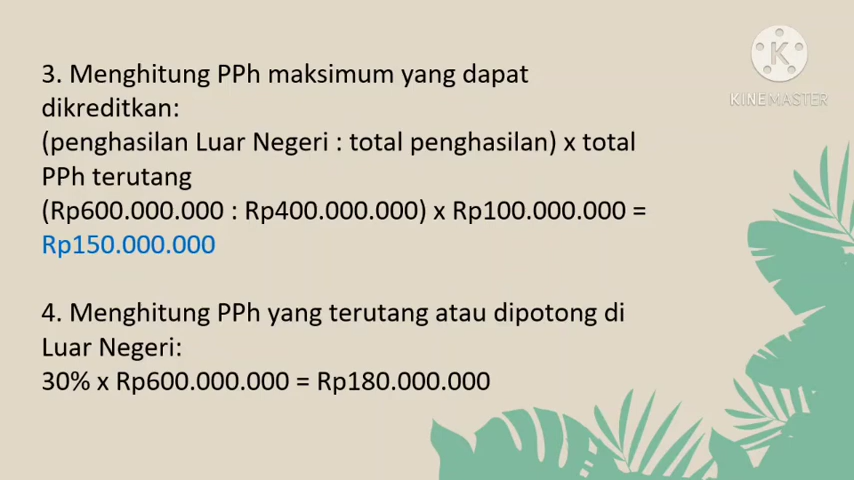 3. Menghitung PPh maksimum yang dapat
dikreditkan:
(penghasilan Luar Negeri : total penghasilan) x total
PPh terutang
(Rp600.000.000 : Rp400.000.000) x Rp100.000.000 =
Rp150.000.000
4. Menghitung PPh yang terutang atau dipotong di
Luar Negeri:
30% x Rp600.000.000 = Rp180.000.000
K
KINEMASTER